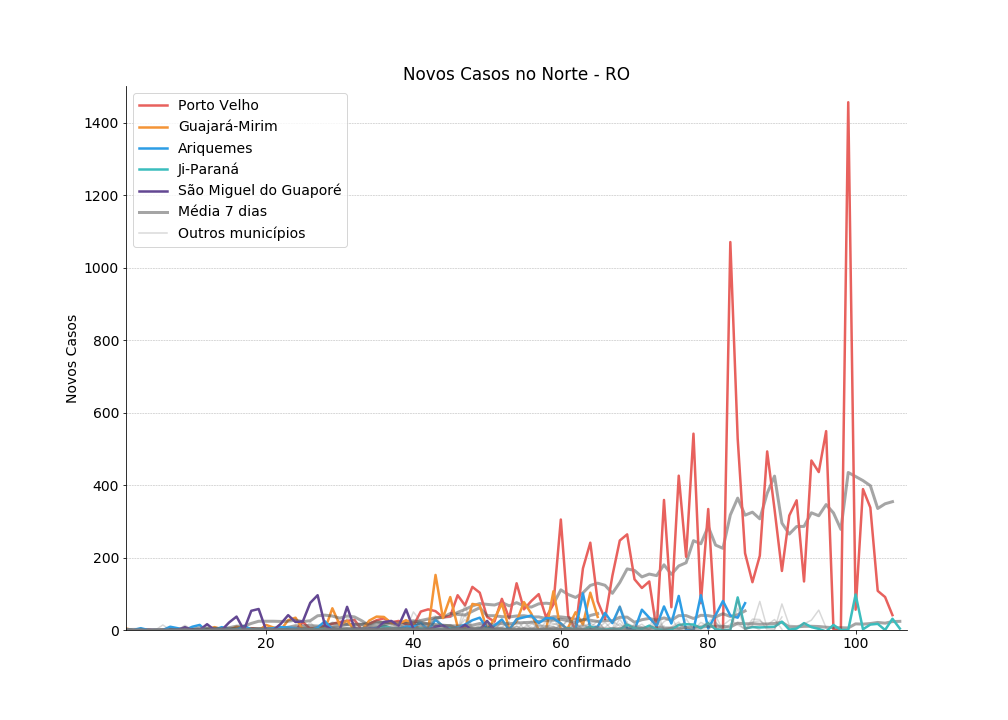 Novos Casos no Norte - RO
Porto Velho
Guajará-Mirim
Ariquemes
Ji-Paraná
São Miguel do Guaporé
Média 7 dias
Outros municípios
Novos Casos
1400
1200
1000
800
600
400
200
0
20 40 60 80 100
Dias após o primeiro confirmado